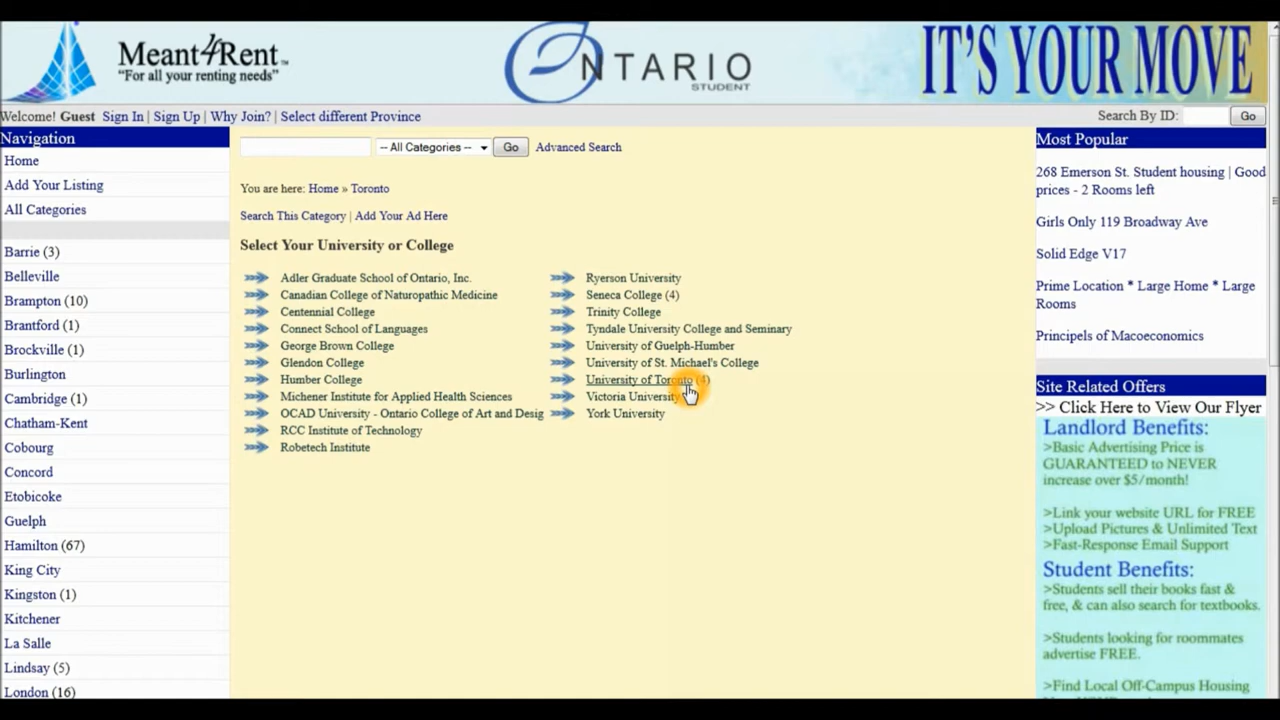 Meant4Rent
"For all your renting needs"
ONTARIO
STUDENT
IT'S YOUR MOVE
Welcome! Guest Sign In | Sign Up | Why Join? | Select different Province
Search By ID: Go
Navigation
Home
Add Your Listing
All Categories
Barrie (3)
Belleville
Brampton (10)
Brantford (1)
Brockville (1)
Burlington
Cambridge (1)
Chatham-Kent
Cobourg
Concord
Etobicoke
Guelph
Hamilton (67)
King City
Kingston (1)
Kitchener
La Salle
Lindsay (5)
London (16)
-- All Categories -- Go Advanced Search
You are here: Home » Toronto
Search This Category | Add Your Ad Here
Select Your University or College
Adler Graduate School of Ontario, Inc.
Canadian College of Naturopathic Medicine
Centennial College
Connect School of Languages
George Brown College
Glendon College
Humber College
Michener Institute for Applied Health Sciences
OCAD University - Ontario College of Art and Desig
RCC Institute of Technology
Robetech Institute
Ryerson University
Seneca College (4)
Trinity College
Tyndale University College and Seminary
University of Guelph-Humber
University of St. Michael's College
University of Toronto (4)
Victoria University
York University
Most Popular
268 Emerson St. Student housing | Good
prices - 2 Rooms left
Girls Only 119 Broadway Ave
Solid Edge V17
Prime Location * Large Home * Large
Rooms
Principels of Macoeconomics
Site Related Offers
>> Click Here to View Our Flyer
Landlord Benefits:
>Basic Advertising Price is
GUARANTEED to NEVER
increase over $5/month!
>Link your website URL for FREE
>Upload Pictures & Unlimited Text
>Fast-Response Email Support
Student Benefits:
>Students sell their books fast &
free, & can also search for textbooks.
>Students looking for roommates
advertise FREE.
>Find Local Off-Campus Housing